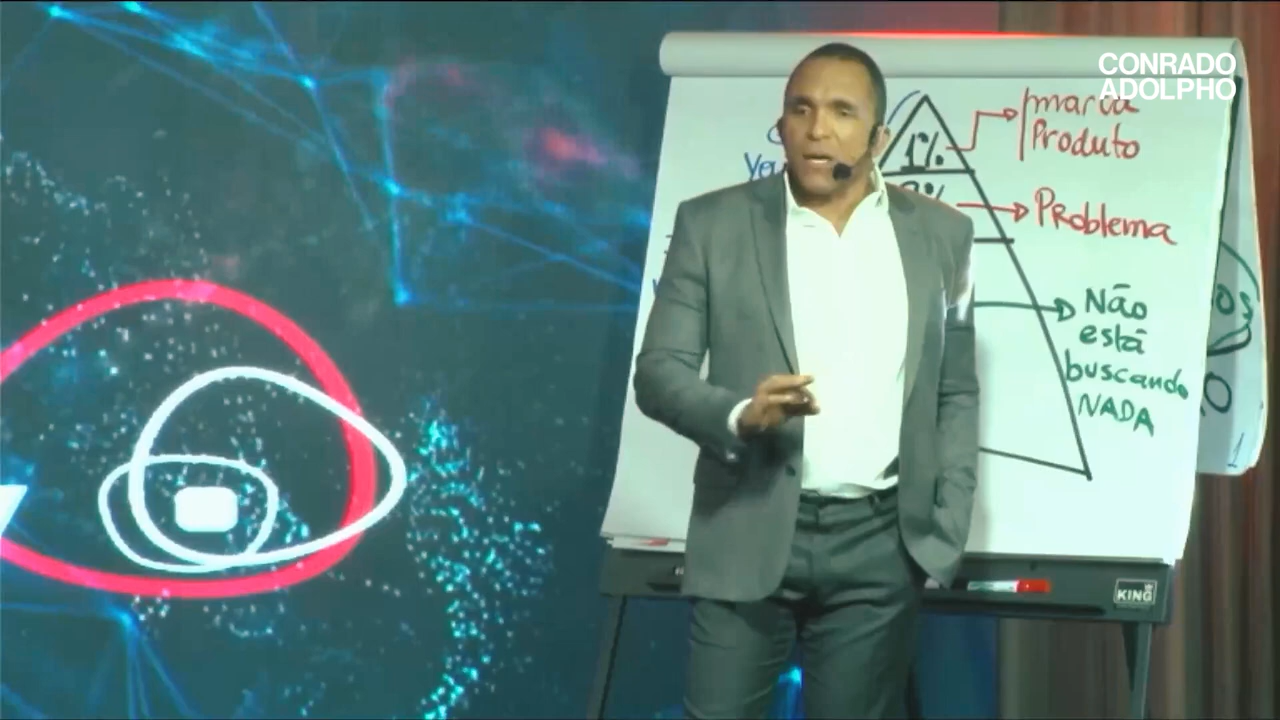 CONRADO
ADOLPHO
marca
Produto
1%
Problema
Não
está
buscando
NADA
KING